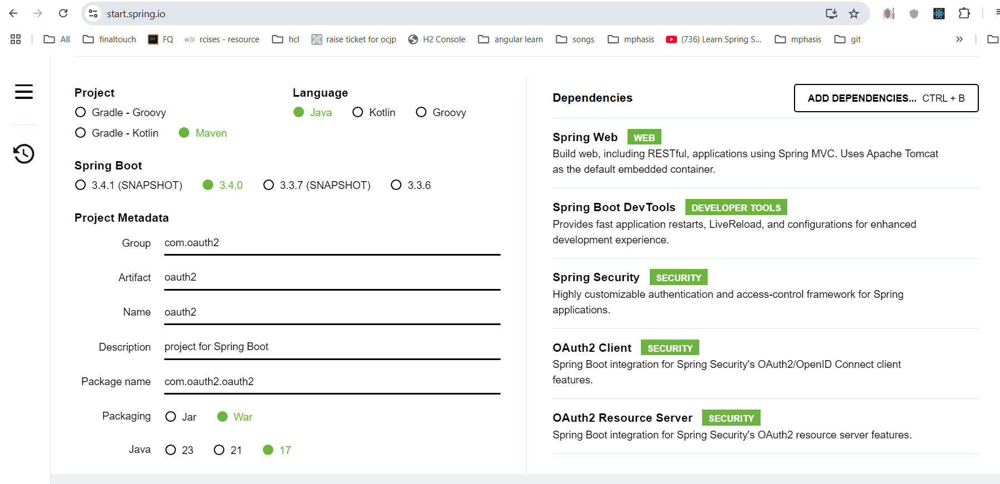 start.spring.io
All finaltouch FQ rcises - resource hcl raise ticket for ocjp H2 Console angular learn songs mphasis (736) Learn Spring S... mphasis git »
Project
Gradle - Groovy
Gradle - Kotlin Maven
Language
Java Kotlin Groovy
Spring Boot
3.4.1 (SNAPSHOT) 3.4.0 3.3.7 (SNAPSHOT) 3.3.6
Project Metadata
Group com.oauth2
Artifact oauth2
Name oauth2
Description project for Spring Boot
Package name com.oauth2.oauth2
Packaging Jar War
Java 23 21 17
Dependencies
ADD DEPENDENCIES... CTRL + B
Spring Web WEB
Build web, including RESTful, applications using Spring MVC. Uses Apache Tomcat
as the default embedded container.
Spring Boot DevTools DEVELOPER TOOLS
Provides fast application restarts, LiveReload, and configurations for enhanced
development experience.
Spring Security SECURITY
Highly customizable authentication and access-control framework for Spring
applications.
OAuth2 Client SECURITY
Spring Boot integration for Spring Security's OAuth2/OpenID Connect client
features.
OAuth2 Resource Server SECURITY
Spring Boot integration for Spring Security's OAuth2 resource server features.